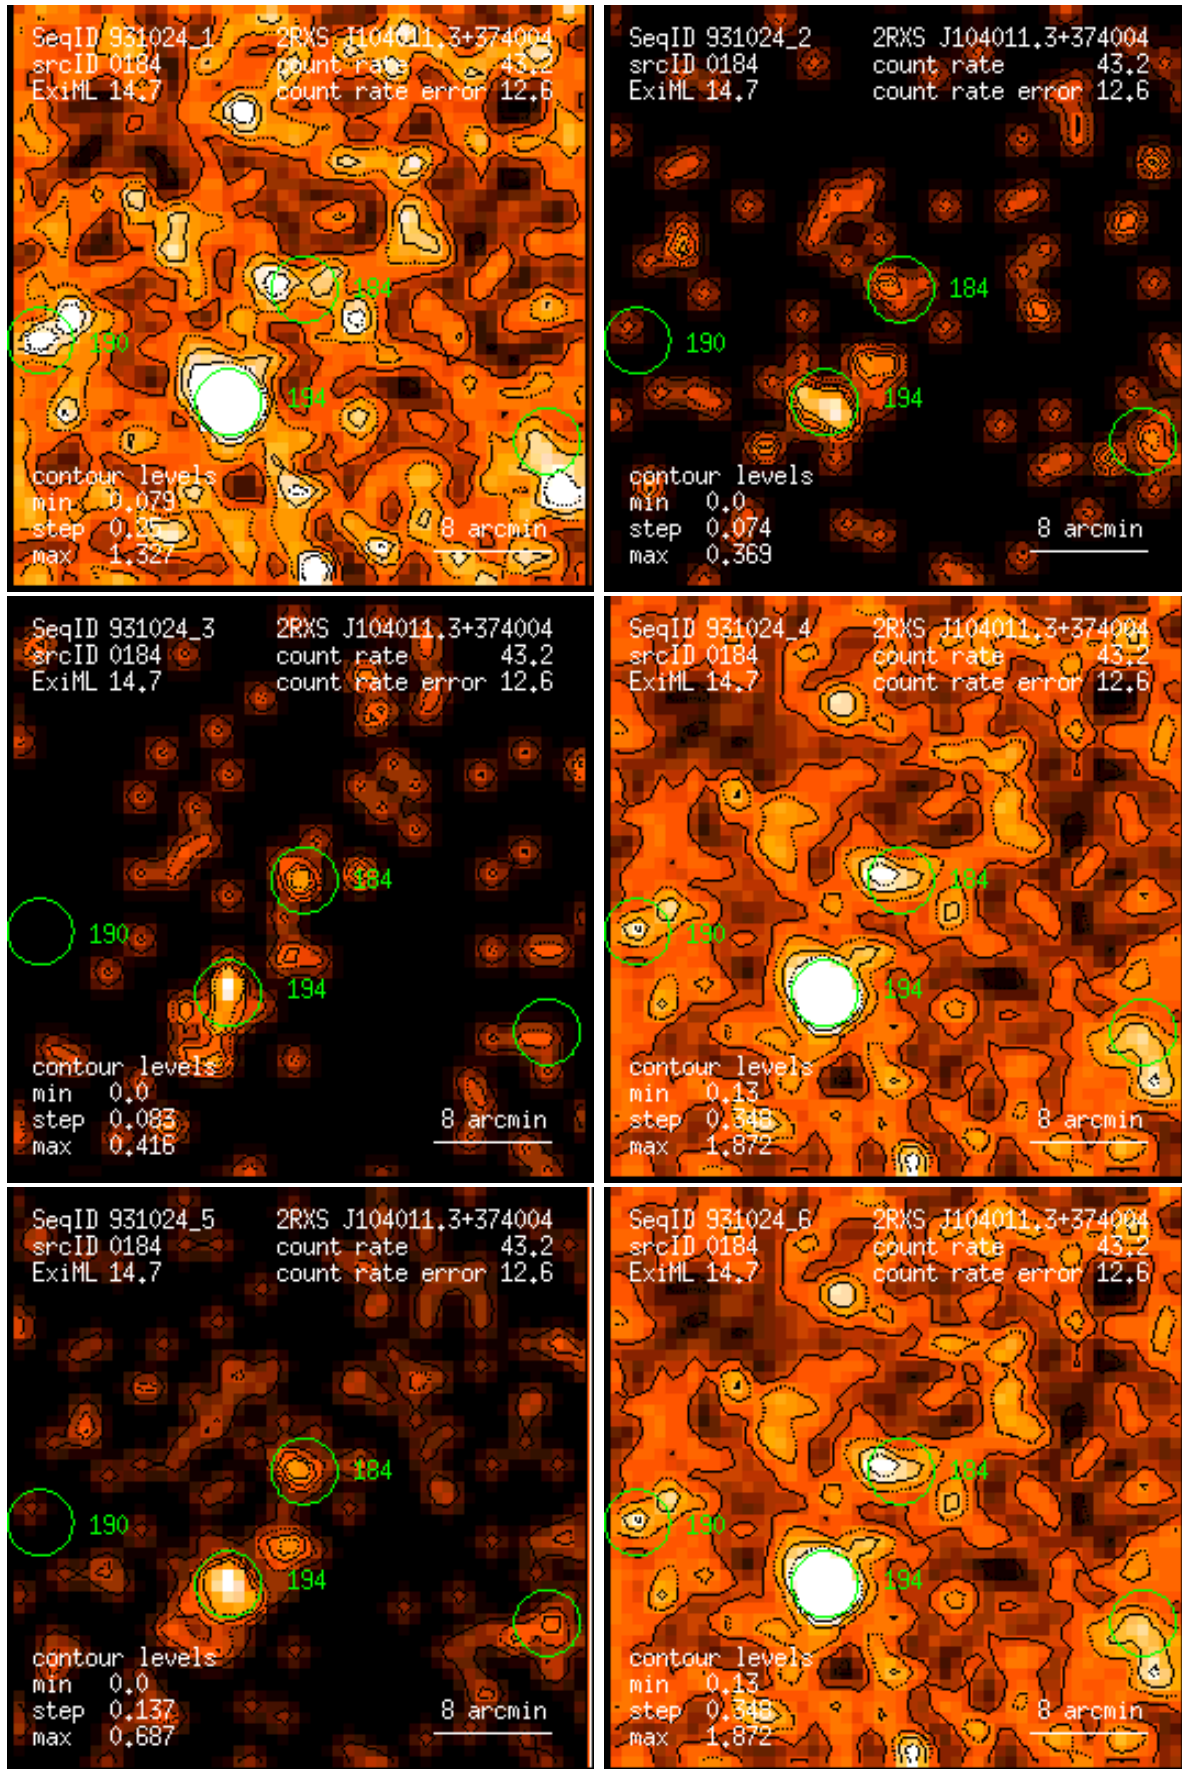 SeqID 931024_1 2RXS J104011.3+374004
srcID 0184 count rate 43.2
ExiML 14.7 count rate error 12.6
184
190
194
contour levels
min 0.079
step 0.25
max 1.327
8 arcmin
SeqID 931024_2 2RXS J104011.3+374004
srcID 0184 count rate 43.2
ExiML 14.7 count rate error 12.6
184
190
194
contour levels
min 0.0
step 0.074
max 0.369
8 arcmin
SeqID 931024_3 2RXS J104011.3+374004
srcID 0184 count rate 43.2
ExiML 14.7 count rate error 12.6
184
190
194
contour levels
min 0.0
step 0.083
max 0.416
8 arcmin
SeqID 931024_4 2RXS J104011.3+374004
srcID 0184 count rate 43.2
ExiML 14.7 count rate error 12.6
184
190
194
contour levels
min 0.13
step 0.348
max 1.872
8 arcmin
SeqID 931024_5 2RXS J104011.3+374004
srcID 0184 count rate 43.2
ExiML 14.7 count rate error 12.6
184
190
194
contour levels
min 0.0
step 0.137
max 0.687
8 arcmin
SeqID 931024_6 2RXS J104011.3+374004
srcID 0184 count rate 43.2
ExiML 14.7 count rate error 12.6
184
190
194
contour levels
min 0.13
step 0.348
max 1.872
8 arcmin